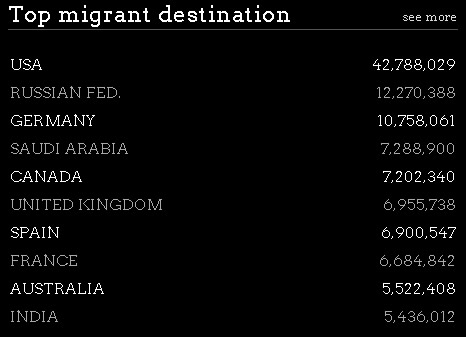 Top migrant destination see more
USA 42,788,029
RUSSIAN FED. 12,270,388
GERMANY 10,758,061
SAUDI ARABIA 7,288,900
CANADA 7,202,340
UNITED KINGDOM 6,955,738
SPAIN 6,900,547
FRANCE 6,684,842
AUSTRALIA 5,522,408
INDIA 5,436,012